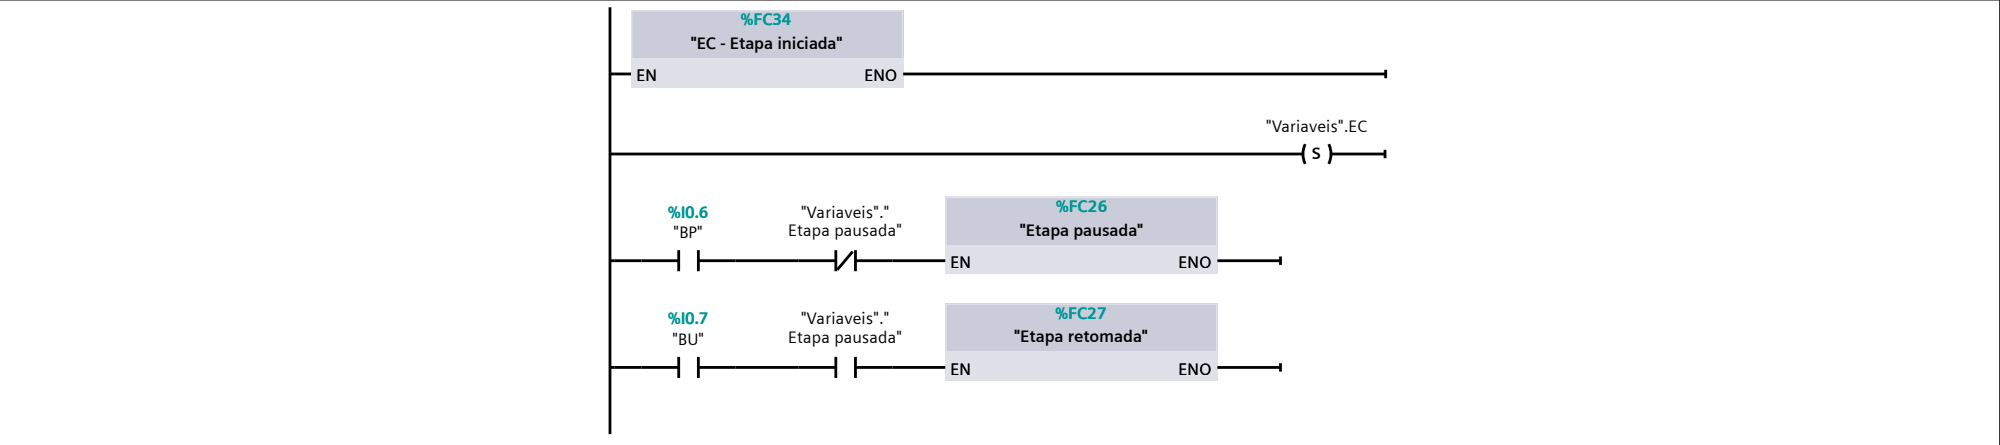 %FC34
"EC - Etapa iniciada"
EN ENO
"Variaveis".EC
( S )
%I0.6
"BP"
"Variaveis"."
Etapa pausada"
%FC26
"Etapa pausada"
EN ENO
%I0.7
"BU"
"Variaveis"."
Etapa pausada"
%FC27
"Etapa retomada"
EN ENO